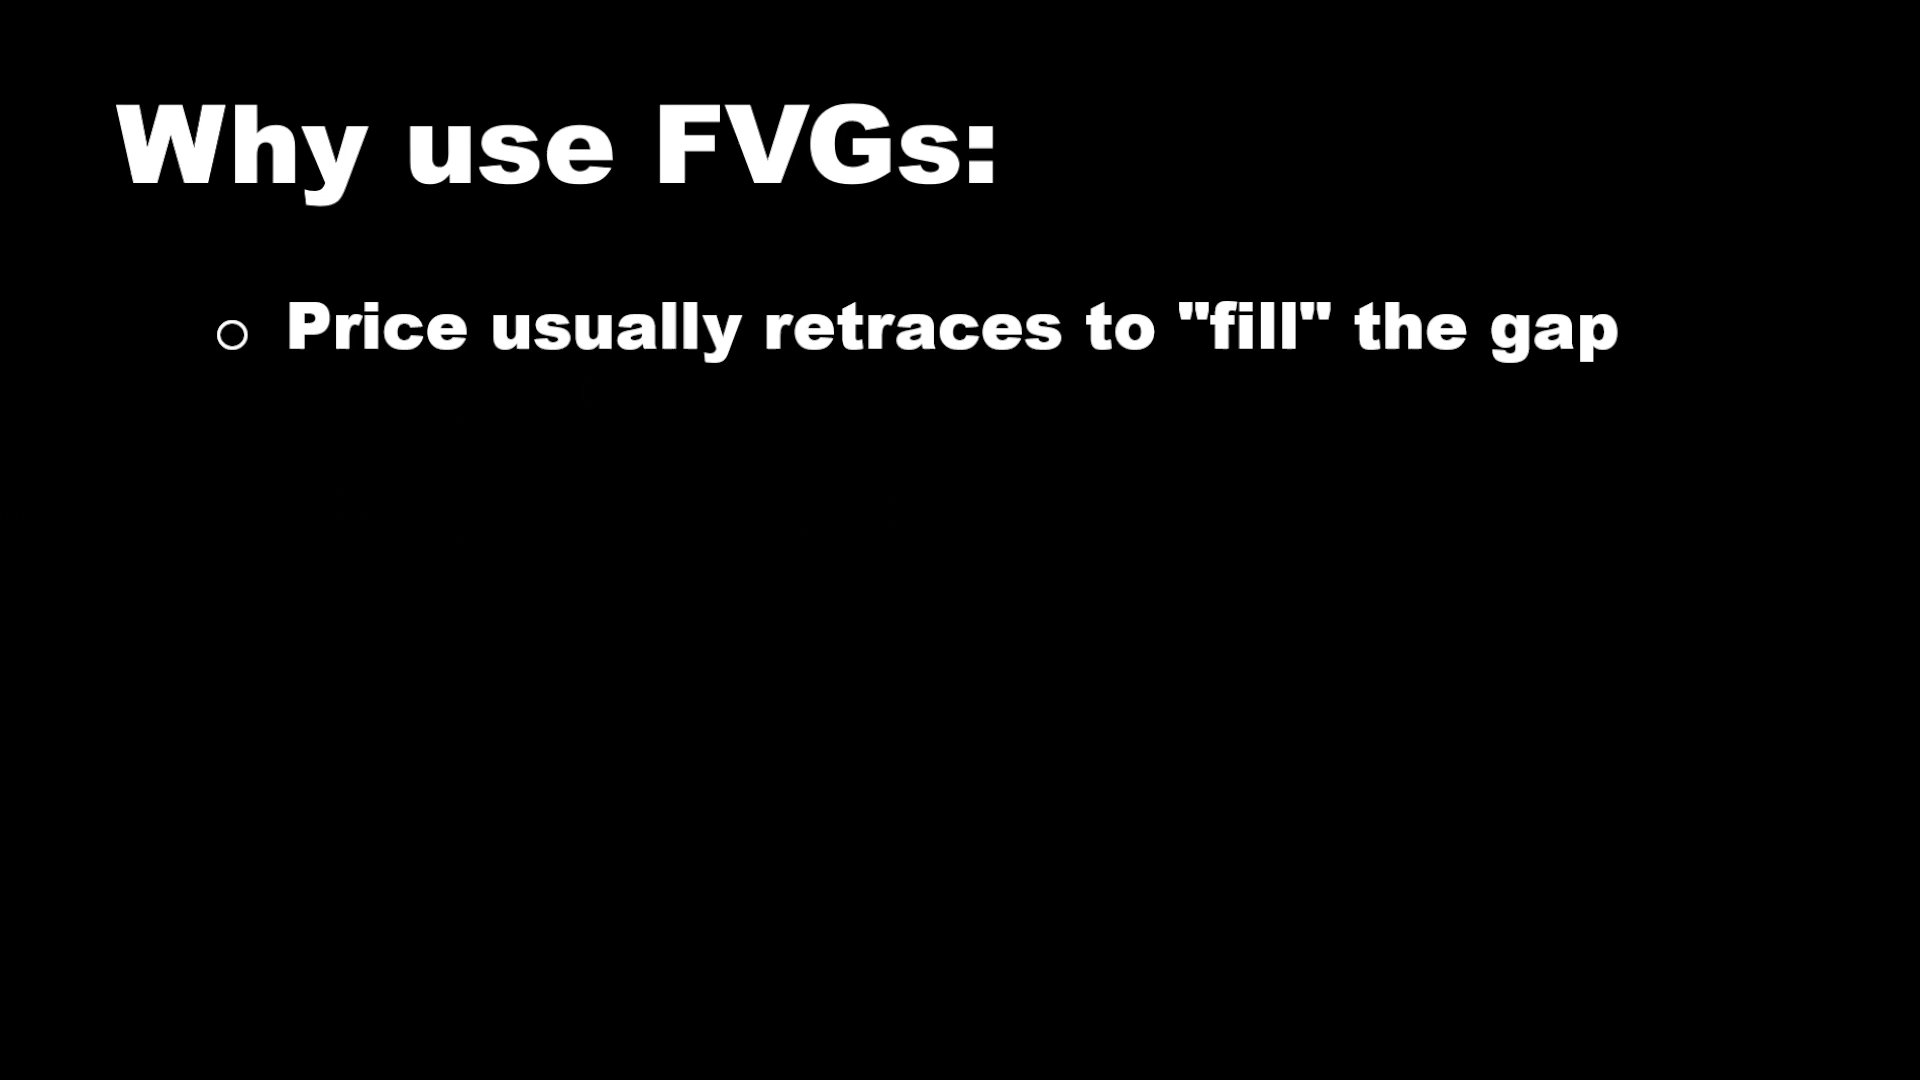 Why use FVGs:
○ Price usually retraces to "fill" the gap